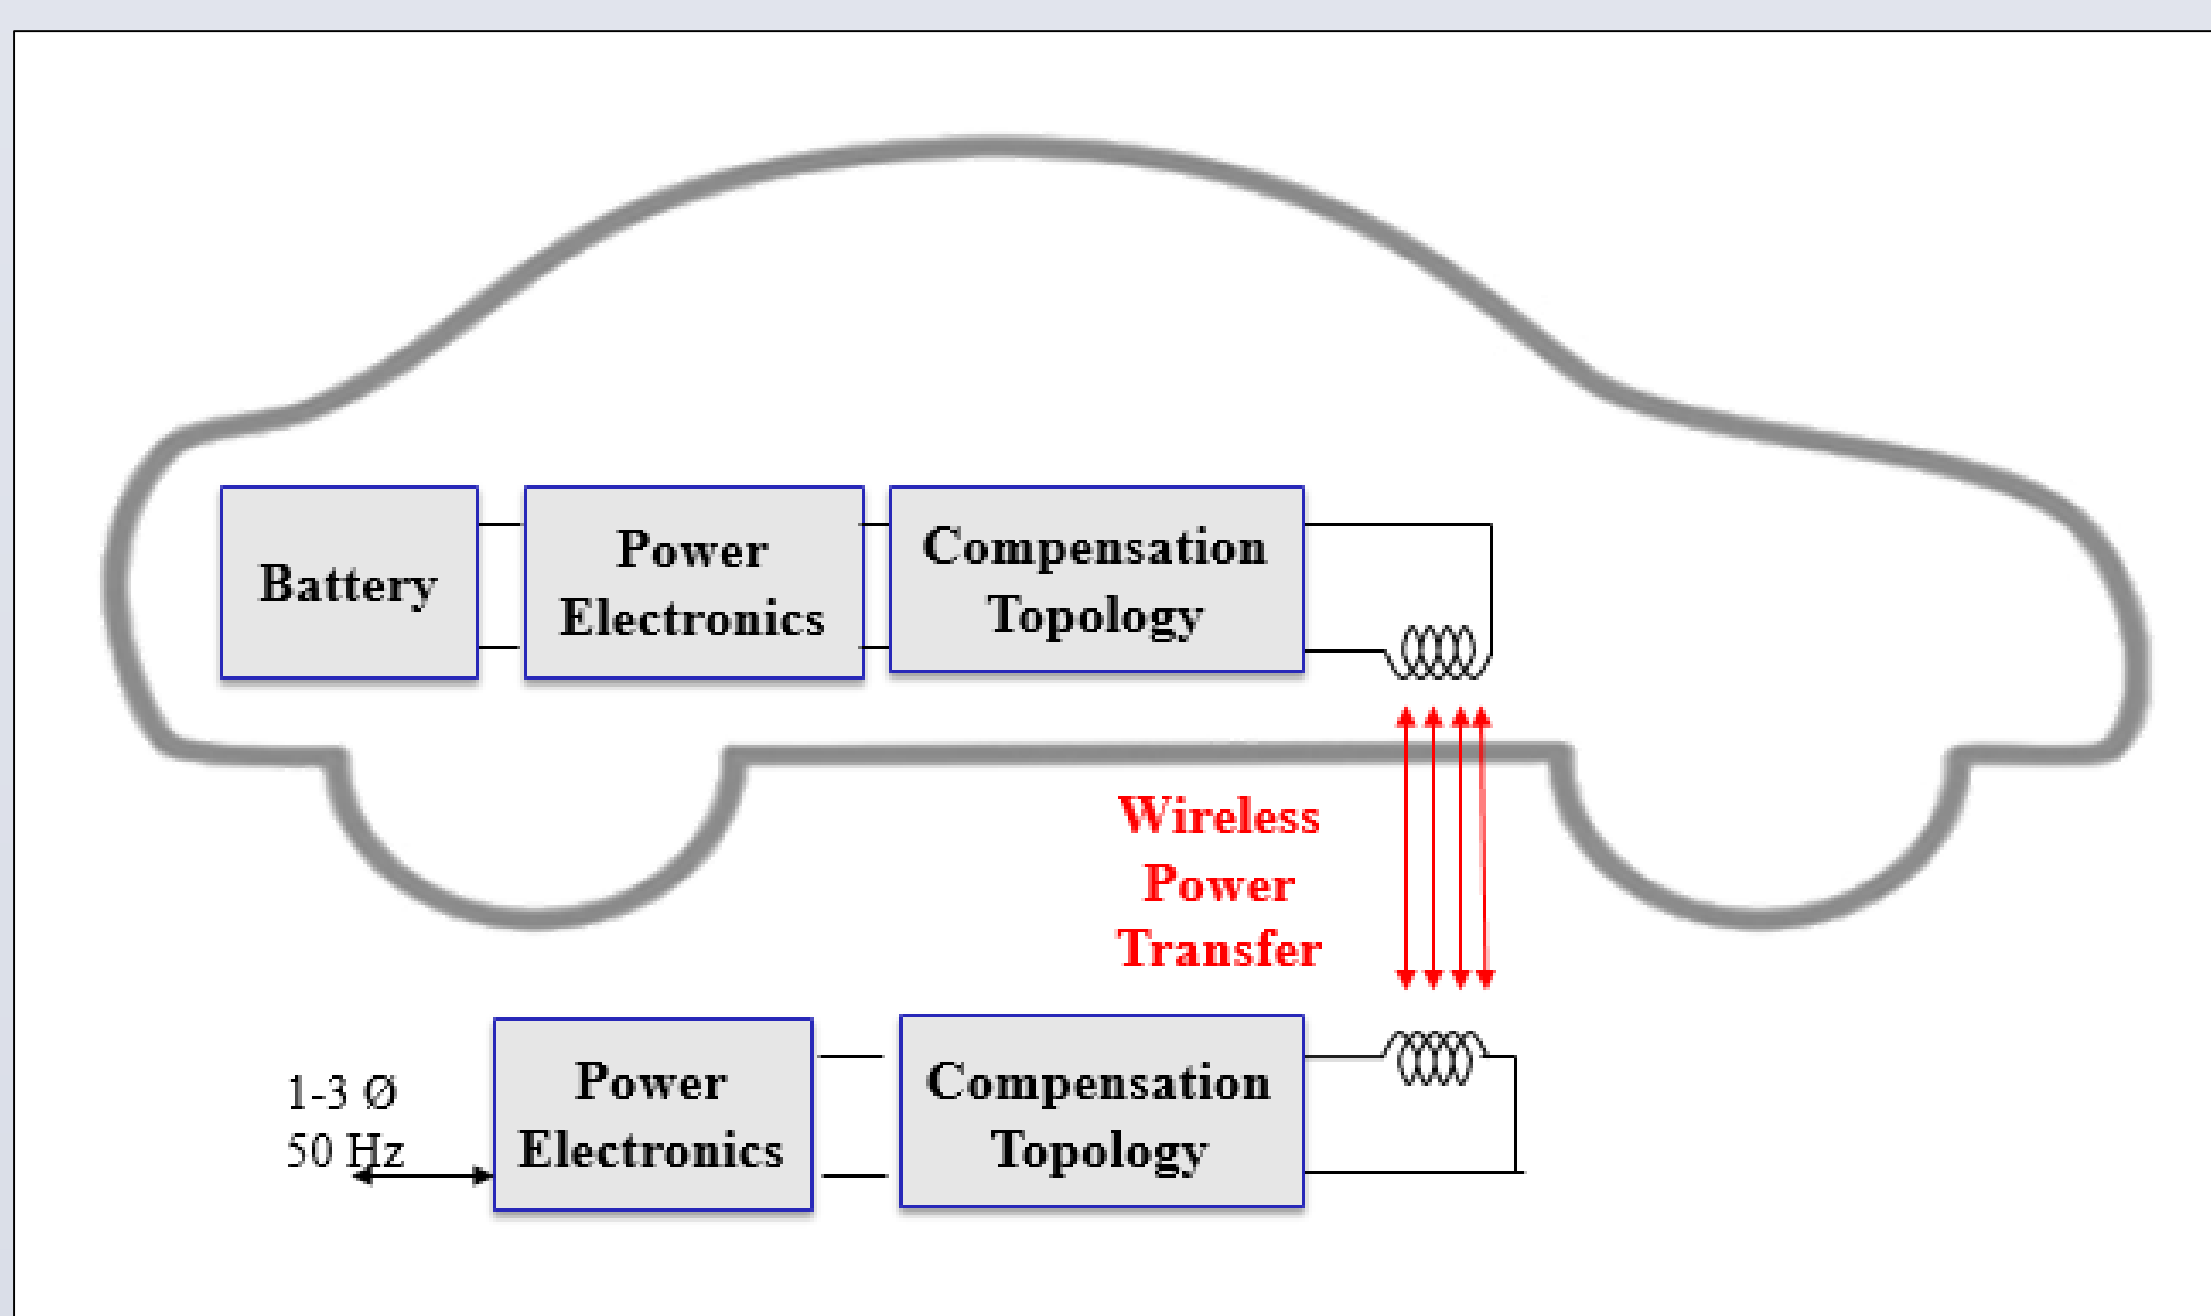 Battery
Power
Electronics
Compensation
Topology
Wireless
Power
Transfer
1-3 Ø
50 Hz
Power
Electronics
Compensation
Topology